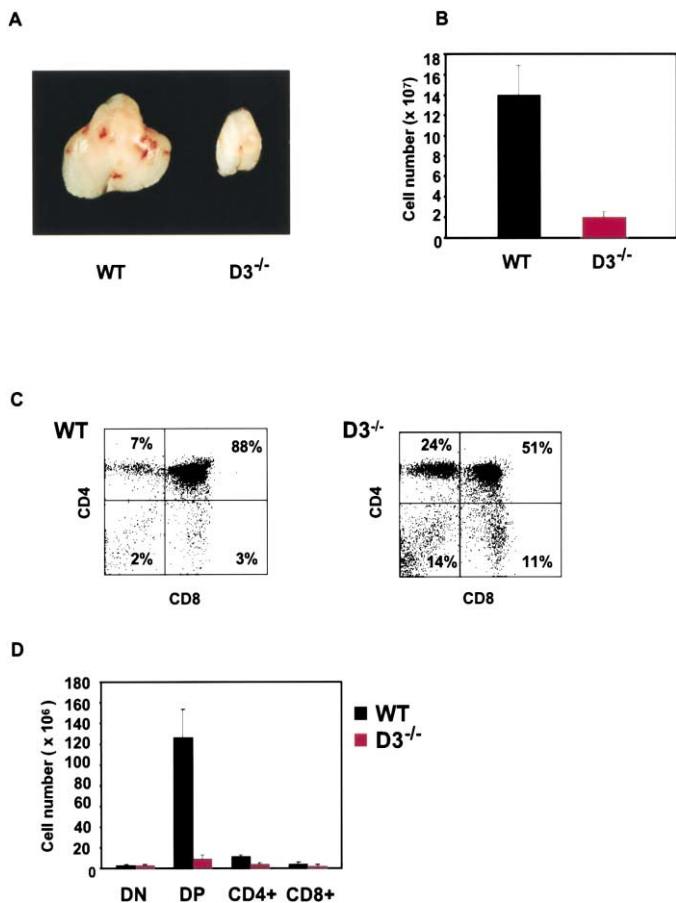 A
WT
D3-/-
B
Cell number (x 10⁷)
18
16
14
12
10
8
6
4
2
0
WT
D3-/-
C
WT
7%
88%
CD4
2%
3%
CD8
D3-/-
24%
51%
CD4
14%
11%
CD8
D
Cell number ( x 10⁶)
180
160
140
120
100
80
60
40
20
0
DN
DP
CD4+
CD8+
WT
D3-/-